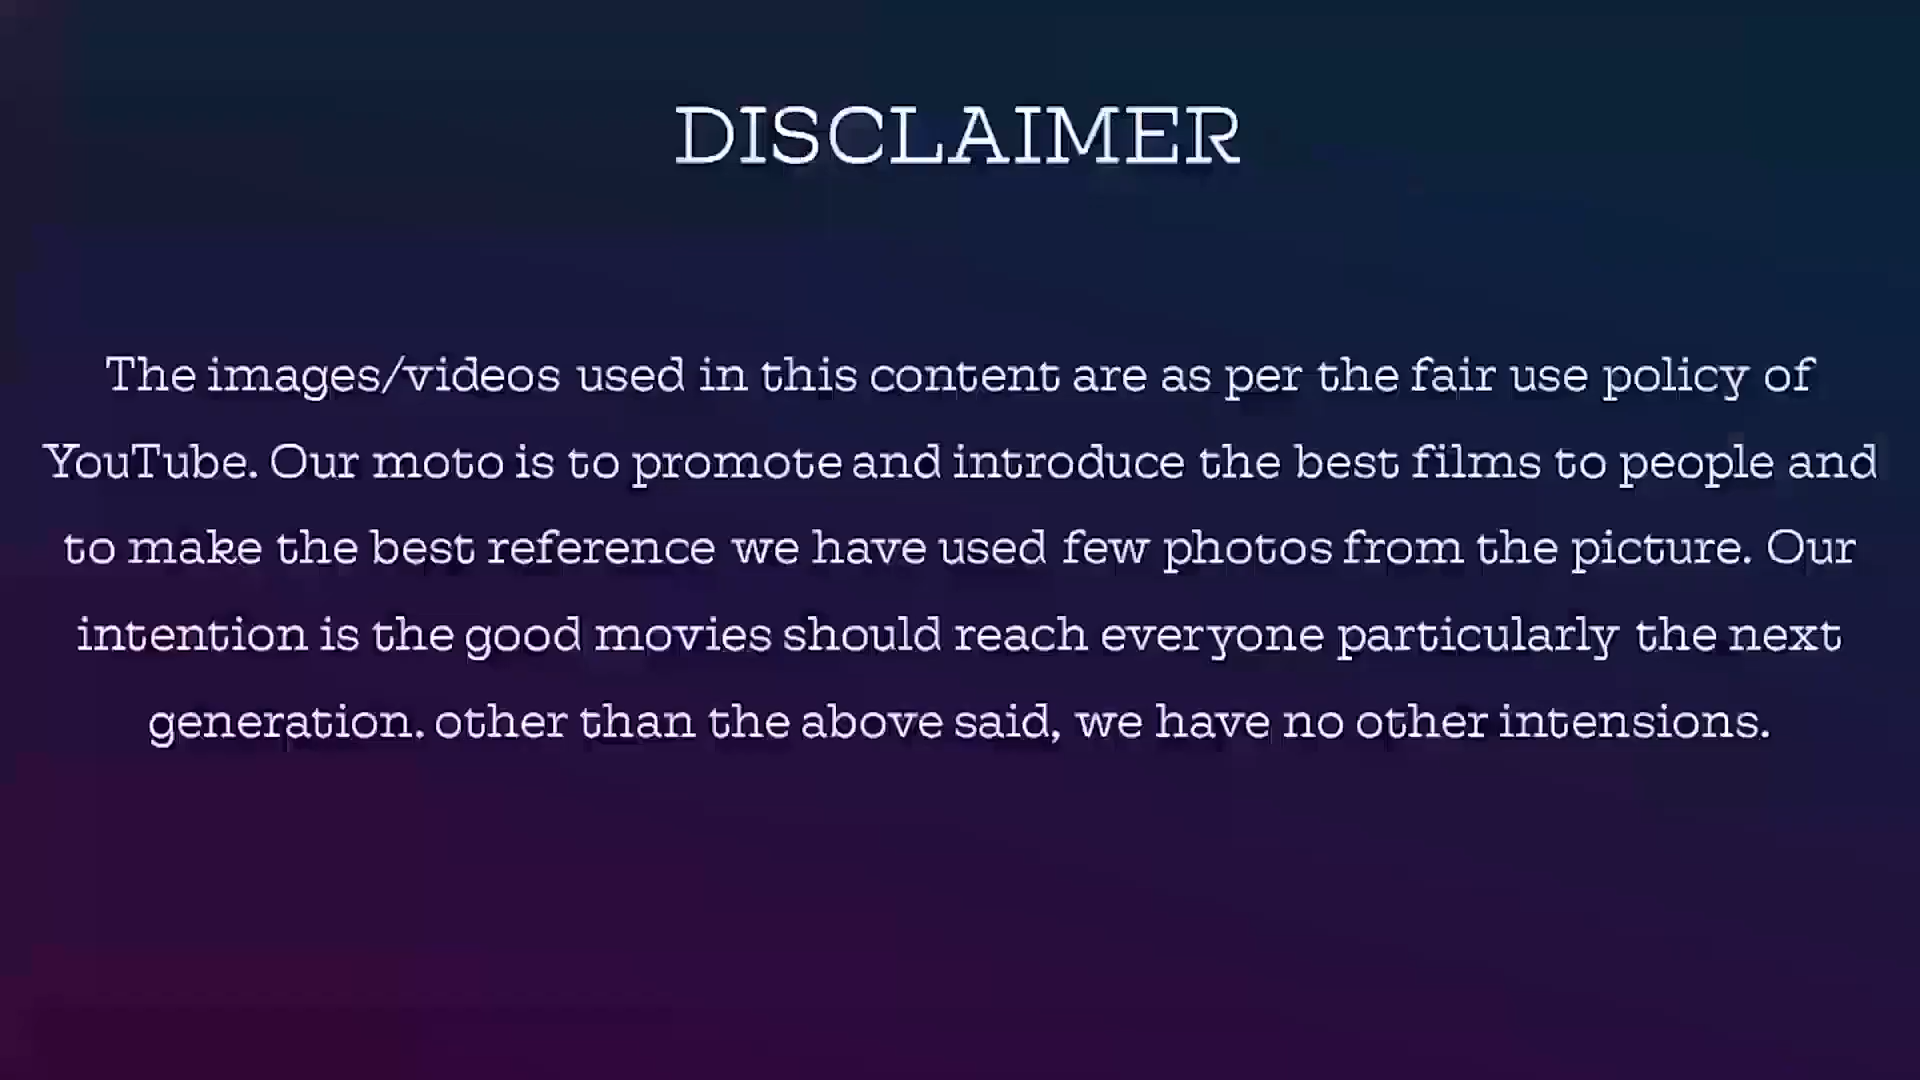 DISCLAIMER
The images/videos used in this content are as per the fair use policy of
YouTube. Our moto is to promote and introduce the best films to people and
to make the best reference we have used few photos from the picture. Our
intention is the good movies should reach everyone particularly the next
generation. other than the above said, we have no other intensions.